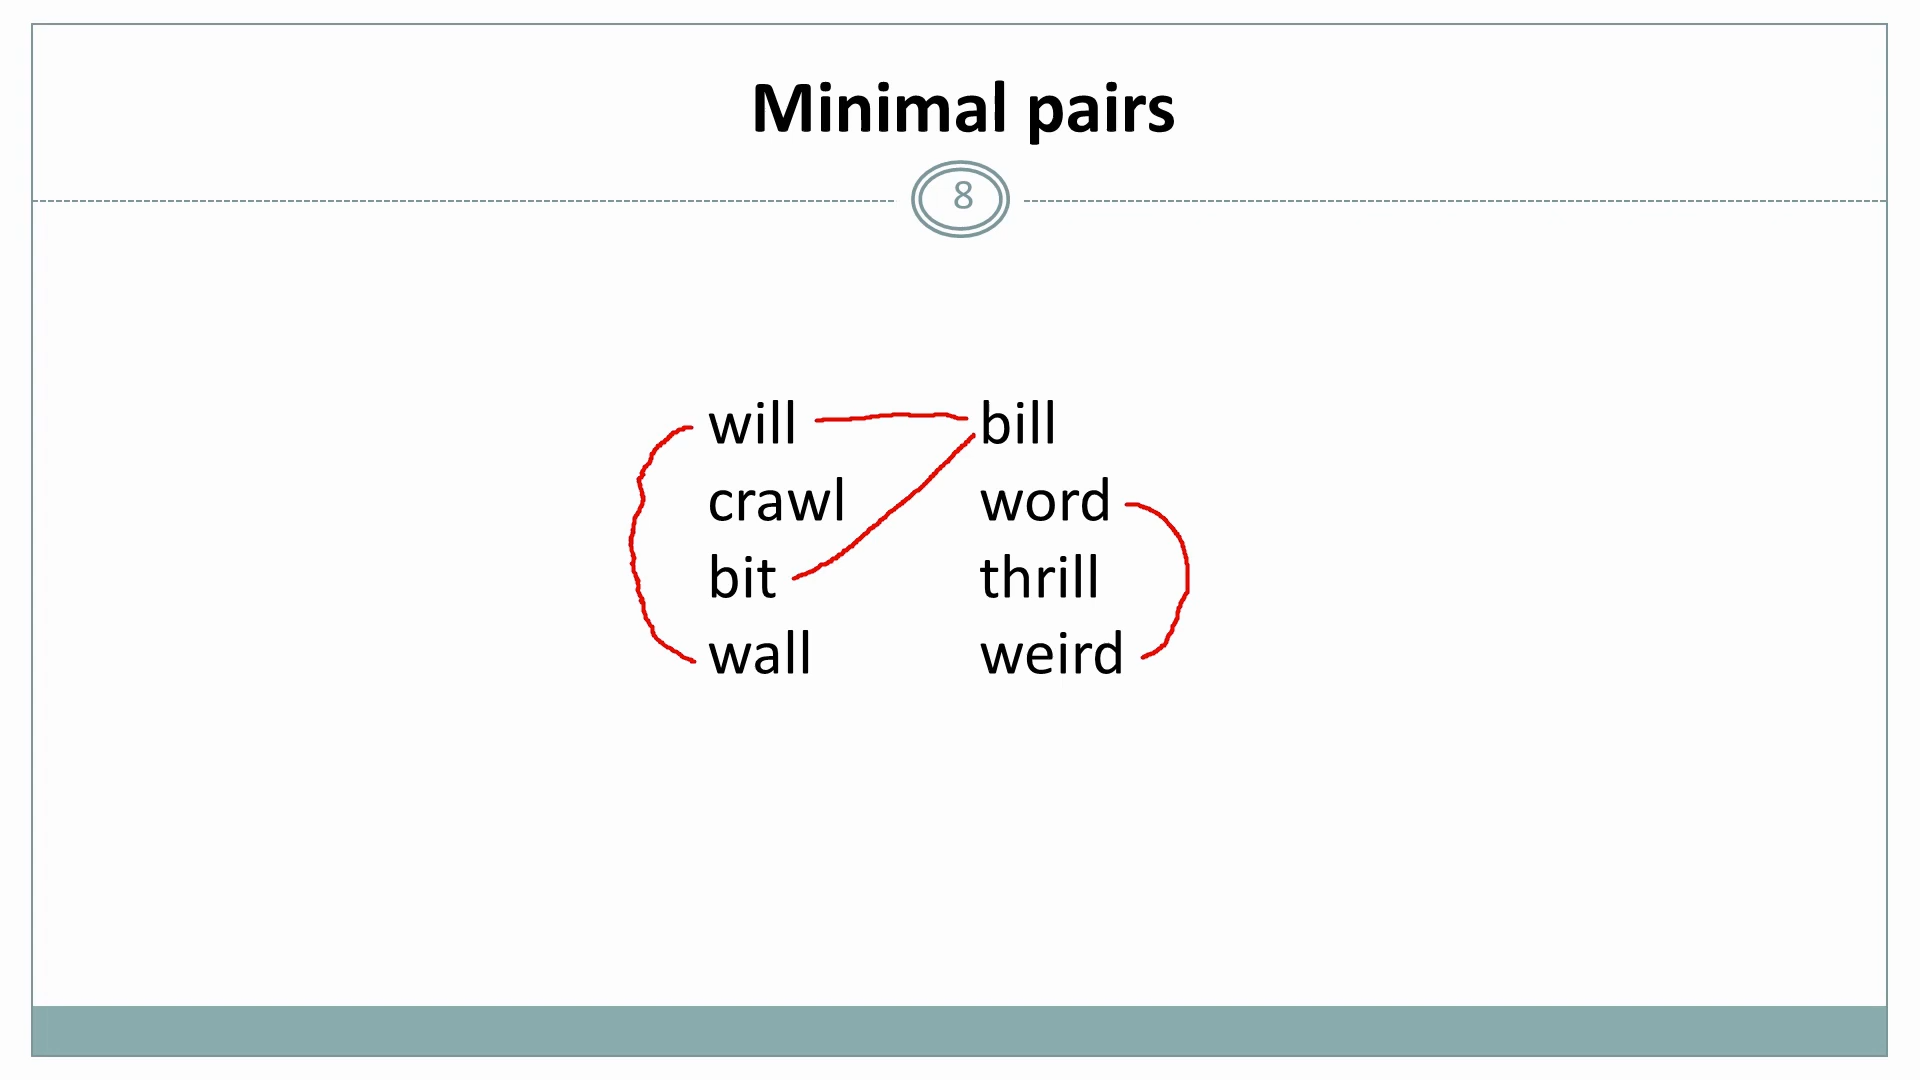 Minimal pairs
8
will bill
crawl word
bit thrill
wall weird